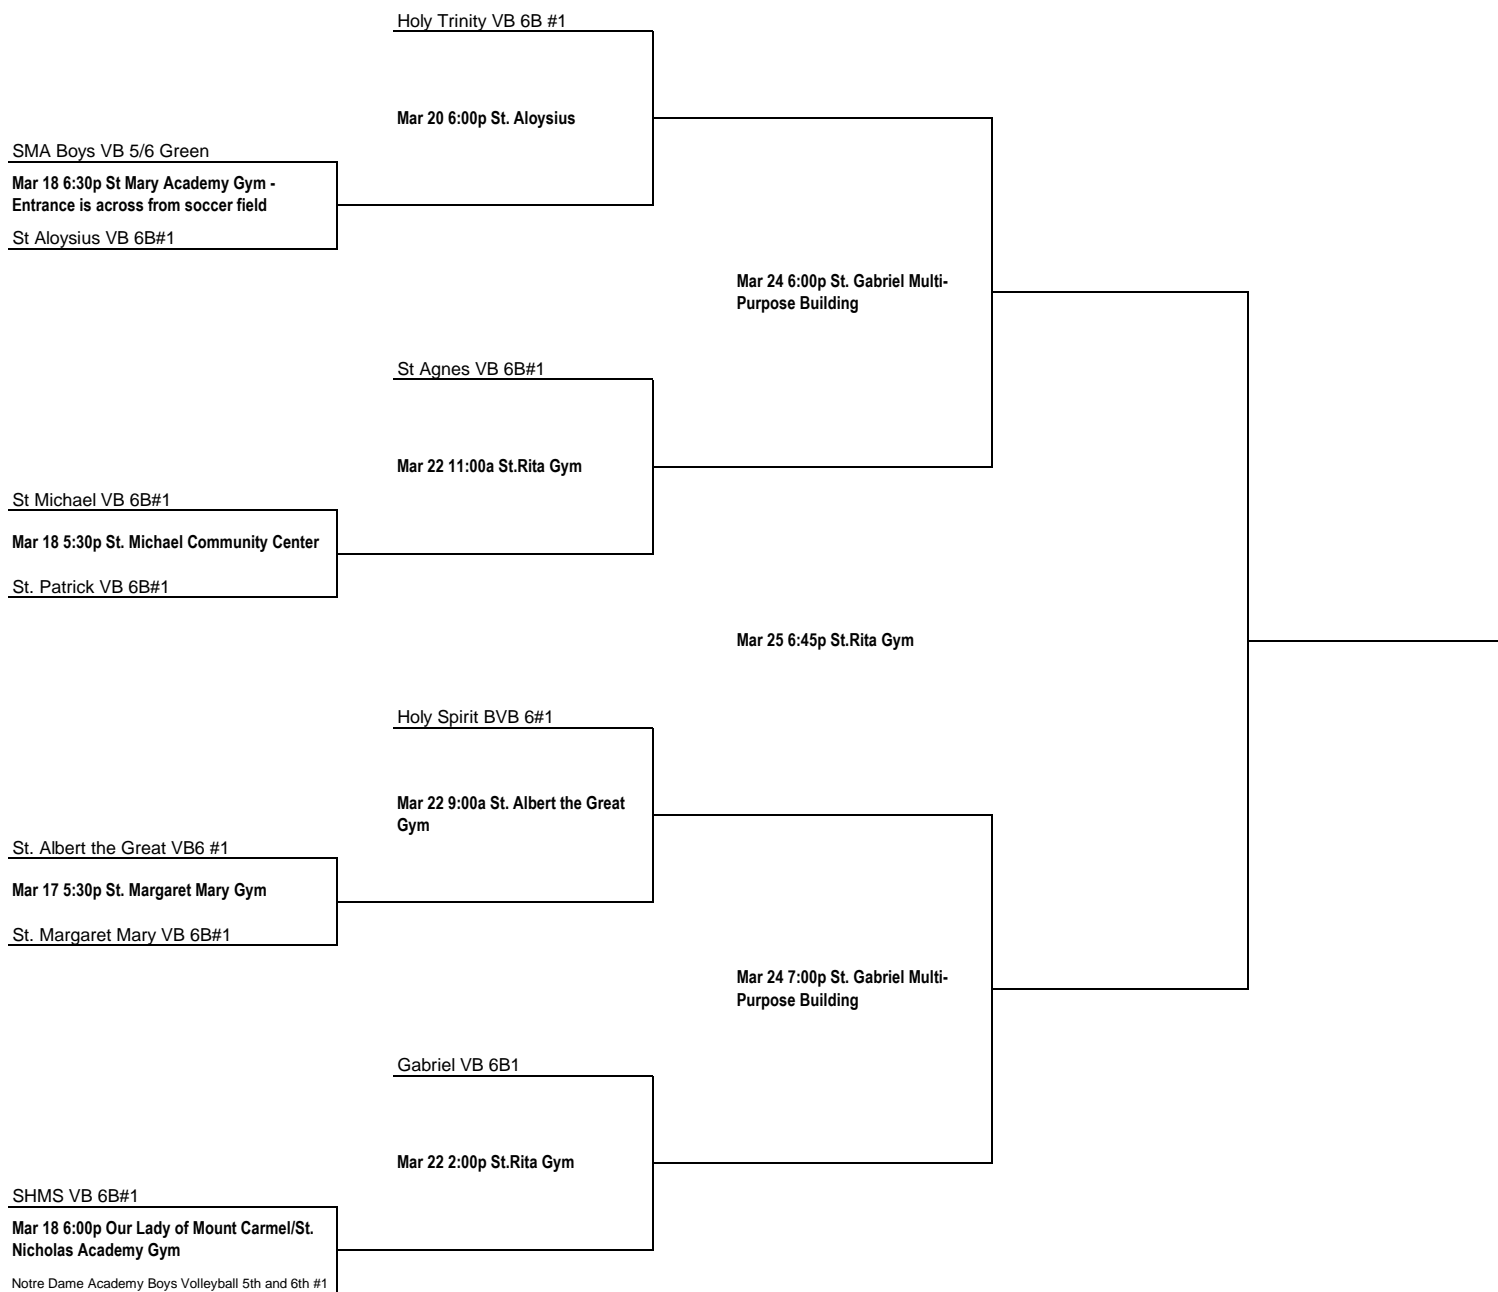 Holy Trinity VB 6B #1
Mar 20 6:00p St. Aloysius
SMA Boys VB 5/6 Green
Mar 18 6:30p St Mary Academy Gym -
Entrance is across from soccer field
St Aloysius VB 6B#1
Mar 24 6:00p St. Gabriel Multi-
Purpose Building
St Agnes VB 6B#1
Mar 22 11:00a St.Rita Gym
St Michael VB 6B#1
Mar 18 5:30p St. Michael Community Center
St. Patrick VB 6B#1
Mar 25 6:45p St.Rita Gym
Holy Spirit BVB 6#1
Mar 22 9:00a St. Albert the Great
Gym
St. Albert the Great VB6 #1
Mar 17 5:30p St. Margaret Mary Gym
St. Margaret Mary VB 6B#1
Mar 24 7:00p St. Gabriel Multi-
Purpose Building
Gabriel VB 6B1
Mar 22 2:00p St.Rita Gym
SHMS VB 6B#1
Mar 18 6:00p Our Lady of Mount Carmel/St.
Nicholas Academy Gym
Notre Dame Academy Boys Volleyball 5th and 6th #1